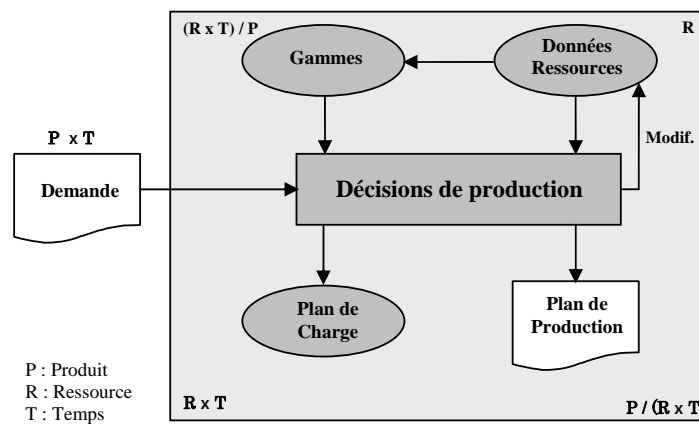 (R x T) / P
R
Gammes
Données
Ressources
P x T
Modif.
Demande
Décisions de production
Plan de
Charge
Plan de
Production
P : Produit
R : Ressource
T : Temps
R x T
P / (R x T